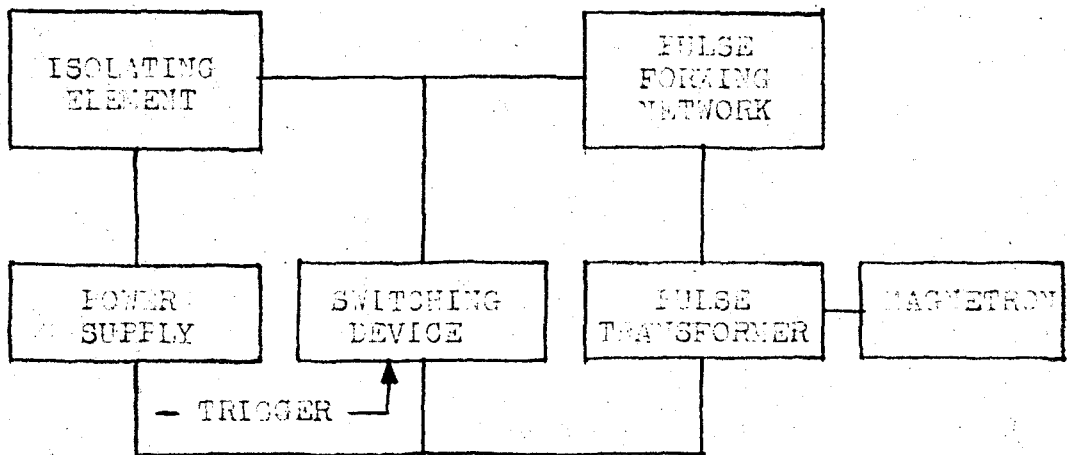 ISOLATING
ELEMENT
PULSE
FORMING
NETWORK
POWER
SUPPLY
SWITCHING
DEVICE
PULSE
TRANSFORMER
MAGNETRON
- TRIGGER